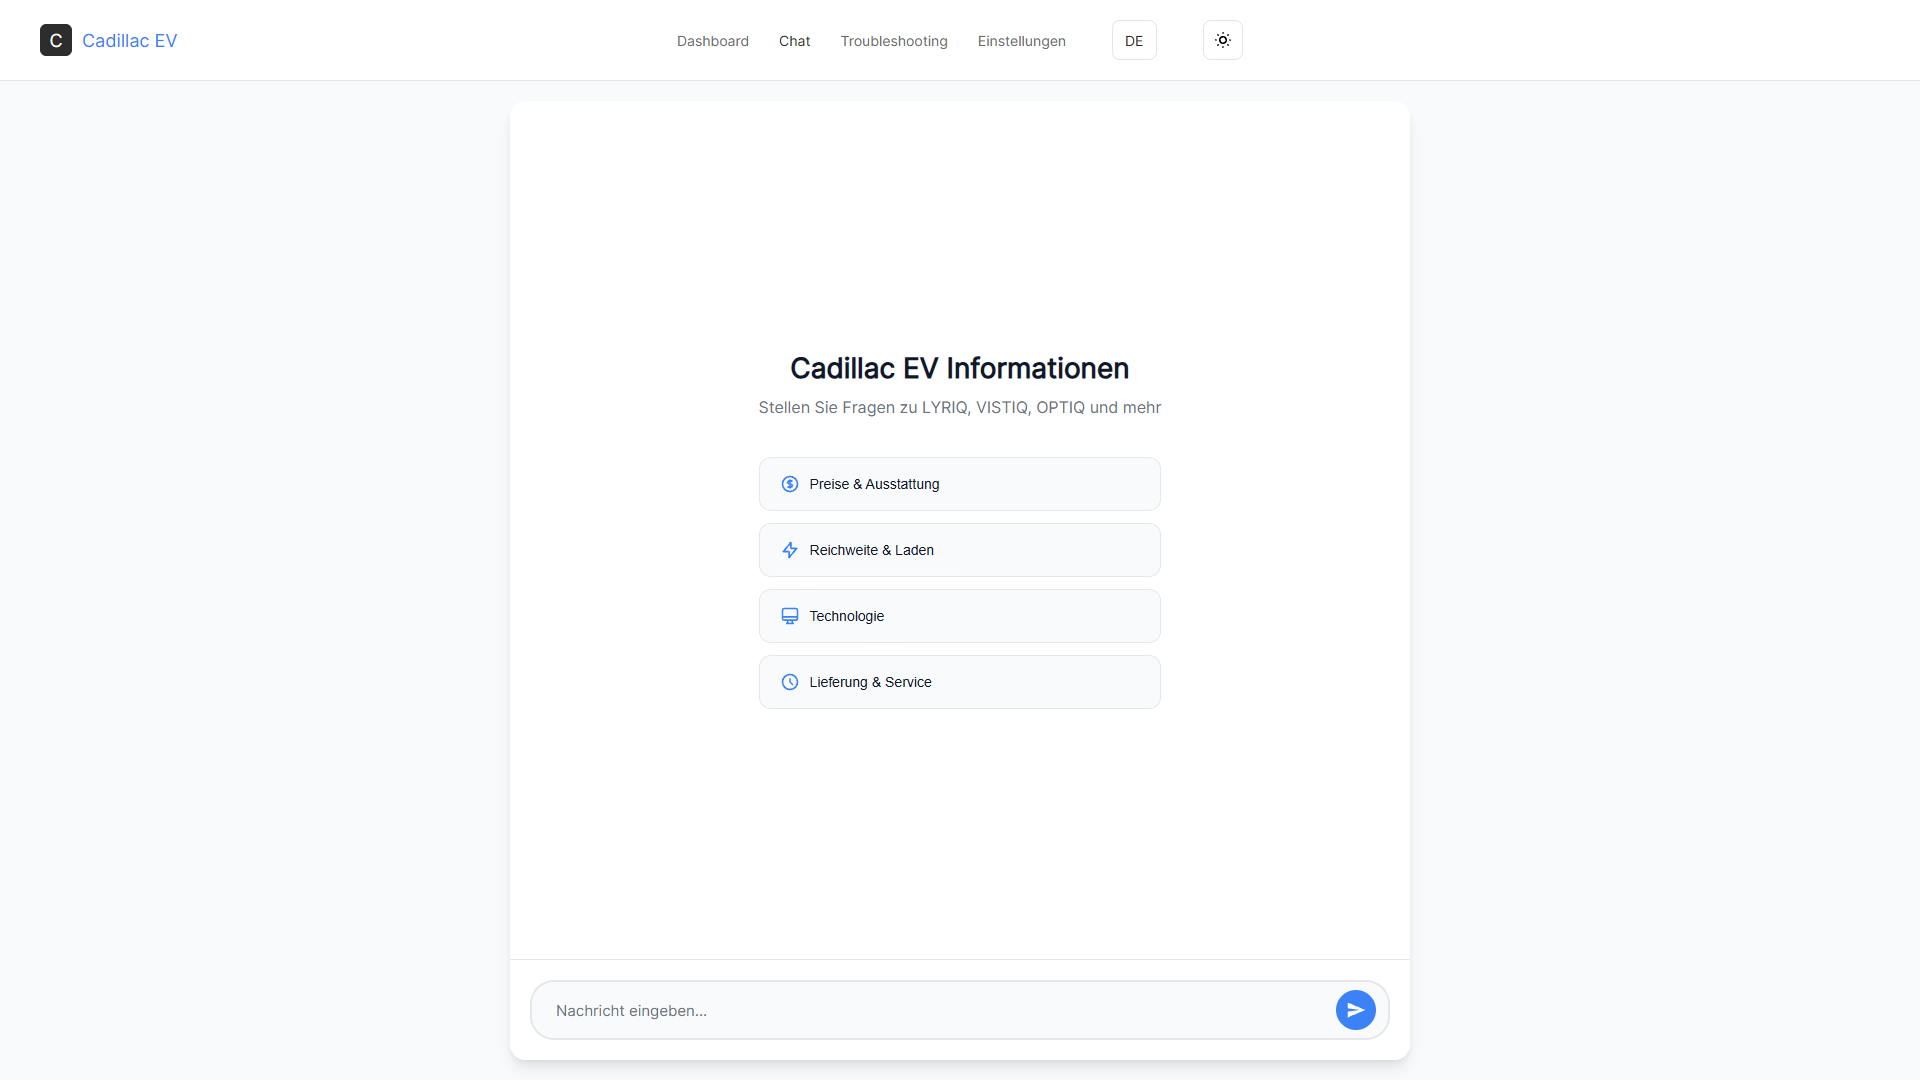 C Cadillac EV
Dashboard Chat Troubleshooting Einstellungen DE
Cadillac EV Informationen
Stellen Sie Fragen zu LYRIQ, VISTIQ, OPTIQ und mehr
Preise & Ausstattung
Reichweite & Laden
Technologie
Lieferung & Service
Nachricht eingeben...